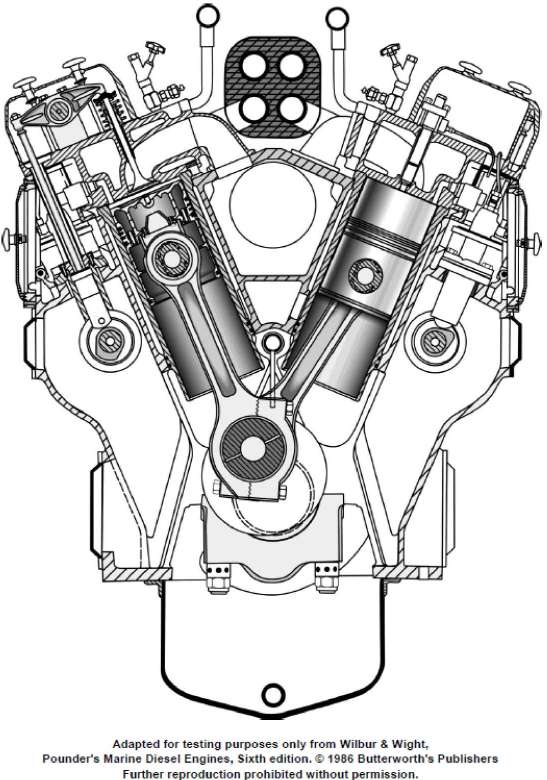 Adapted for testing purposes only from Wilbur & Wight,
Pounder's Marine Diesel Engines, Sixth edition. © 1986 Butterworth's Publishers
Further reproduction prohibited without permission.